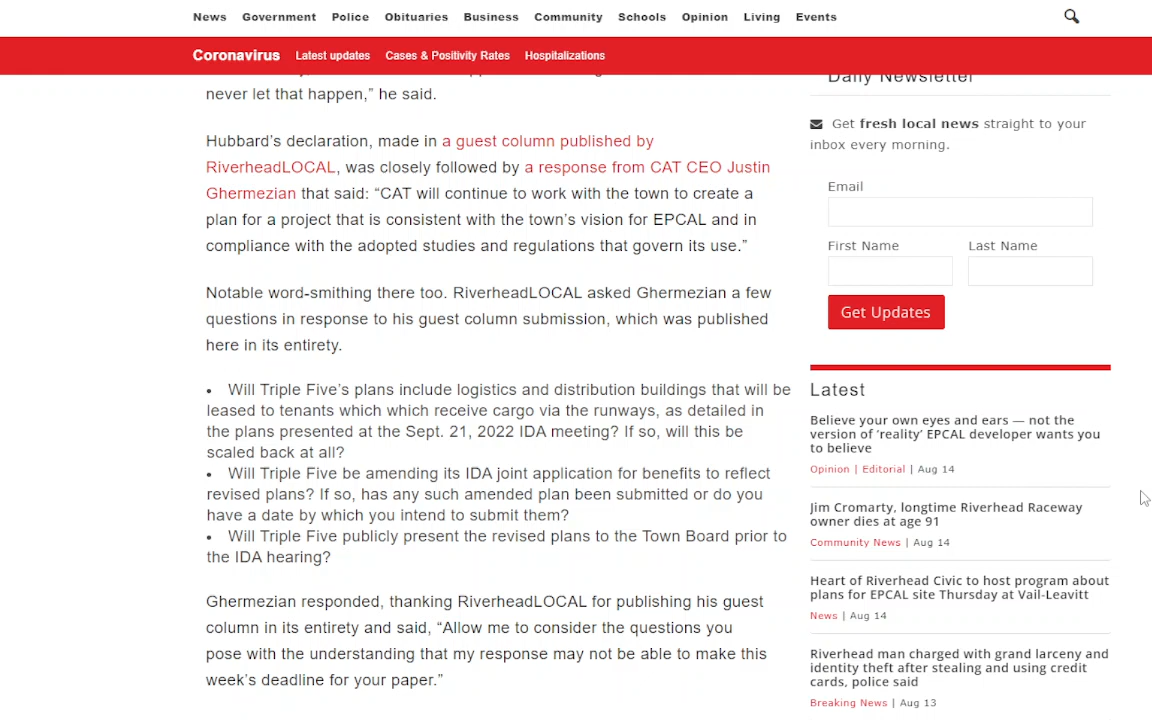 News Government Police Obituaries Business Community Schools Opinion Living Events
Coronavirus Latest updates Cases & Positivity Rates Hospitalizations
never let that happen,” he said.
Hubbard’s declaration, made in a guest column published by
RiverheadLOCAL, was closely followed by a response from CAT CEO Justin
Ghermezian that said: “CAT will continue to work with the town to create a
plan for a project that is consistent with the town’s vision for EPCAL and in
compliance with the adopted studies and regulations that govern its use.”
Notable word-smithing there too. RiverheadLOCAL asked Ghermezian a few
questions in response to his guest column submission, which was published
here in its entirety.
• Will Triple Five’s plans include logistics and distribution buildings that will be
leased to tenants which which receive cargo via the runways, as detailed in
the plans presented at the Sept. 21, 2022 IDA meeting? If so, will this be
scaled back at all?
• Will Triple Five be amending its IDA joint application for benefits to reflect
revised plans? If so, has any such amended plan been submitted or do you
have a date by which you intend to submit them?
• Will Triple Five publicly present the revised plans to the Town Board prior to
the IDA hearing?
Ghermezian responded, thanking RiverheadLOCAL for publishing his guest
column in its entirety and said, “Allow me to consider the questions you
pose with the understanding that my response may not be able to make this
week’s deadline for your paper.”
Daily Newsletter
Get fresh local news straight to your
inbox every morning.
Email
First Name Last Name
Get Updates
Latest
Believe your own eyes and ears — not the
version of ‘reality’ EPCAL developer wants you
to believe
Opinion | Editorial | Aug 14
Jim Cromarty, longtime Riverhead Raceway
owner dies at age 91
Community News | Aug 14
Heart of Riverhead Civic to host program about
plans for EPCAL site Thursday at Vail-Leavitt
News | Aug 14
Riverhead man charged with grand larceny and
identity theft after stealing and using credit
cards, police said
Breaking News | Aug 13